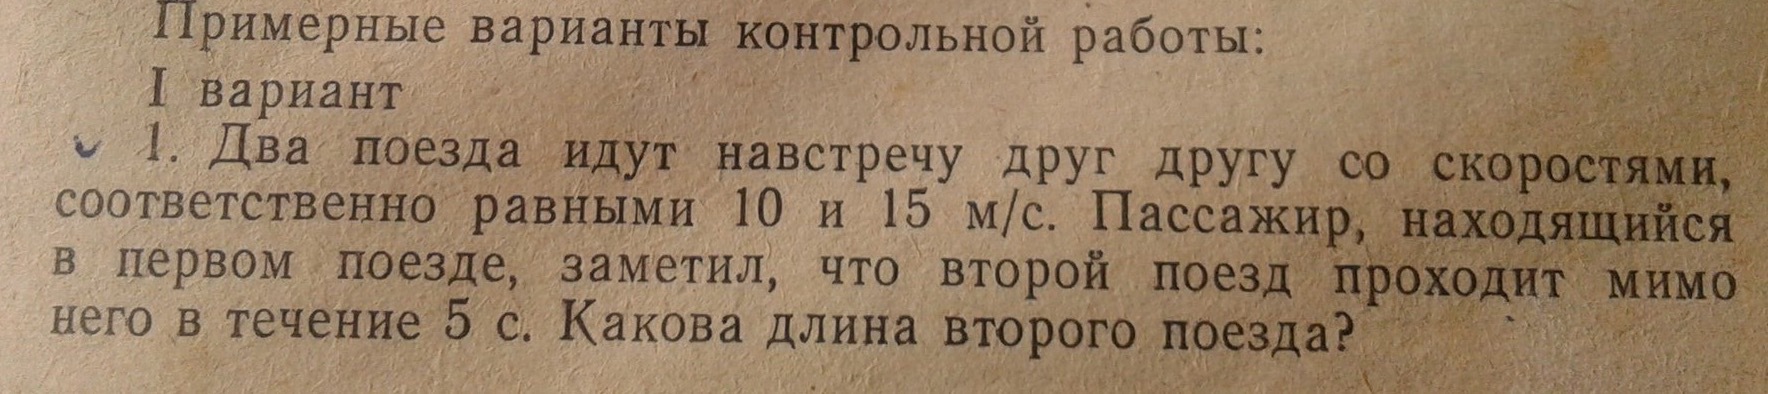 Примерные варианты контрольной работы:
I вариант
1. Два поезда идут навстречу друг другу со скоростями,
соответственно равными 10 и 15 м/с. Пассажир, находящийся
в первом поезде, заметил, что второй поезд проходит мимо
него в течение 5 с. Какова длина второго поезда?